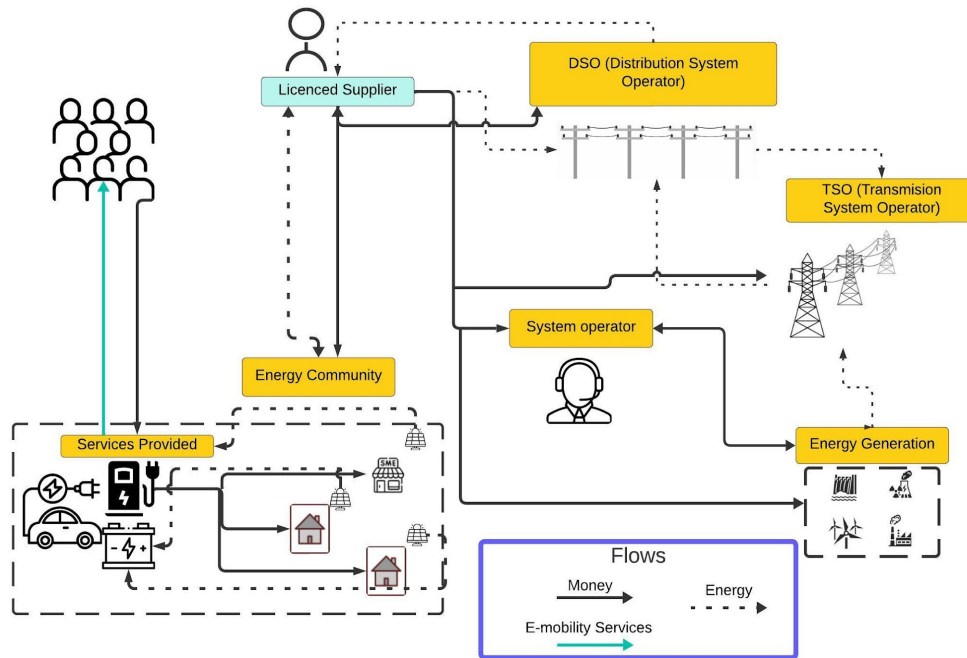 DSO (Distribution System
Operator)
Licenced Supplier
TSO (Transmision
System Operator)
System operator
Energy Community
Services Provided
Energy Generation
SME
- +
Flows
Money
Energy
E-mobility Services